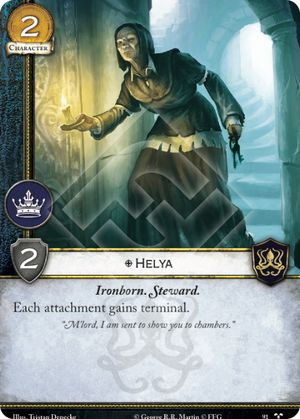 2
CHARACTER
2
HELYA
Ironborn. Steward.
Each attachment gains terminal.
"M'lord, I am sent to show you to chambers."
Illus. Tristan Denecke © George R.R. Martin © FFG 91